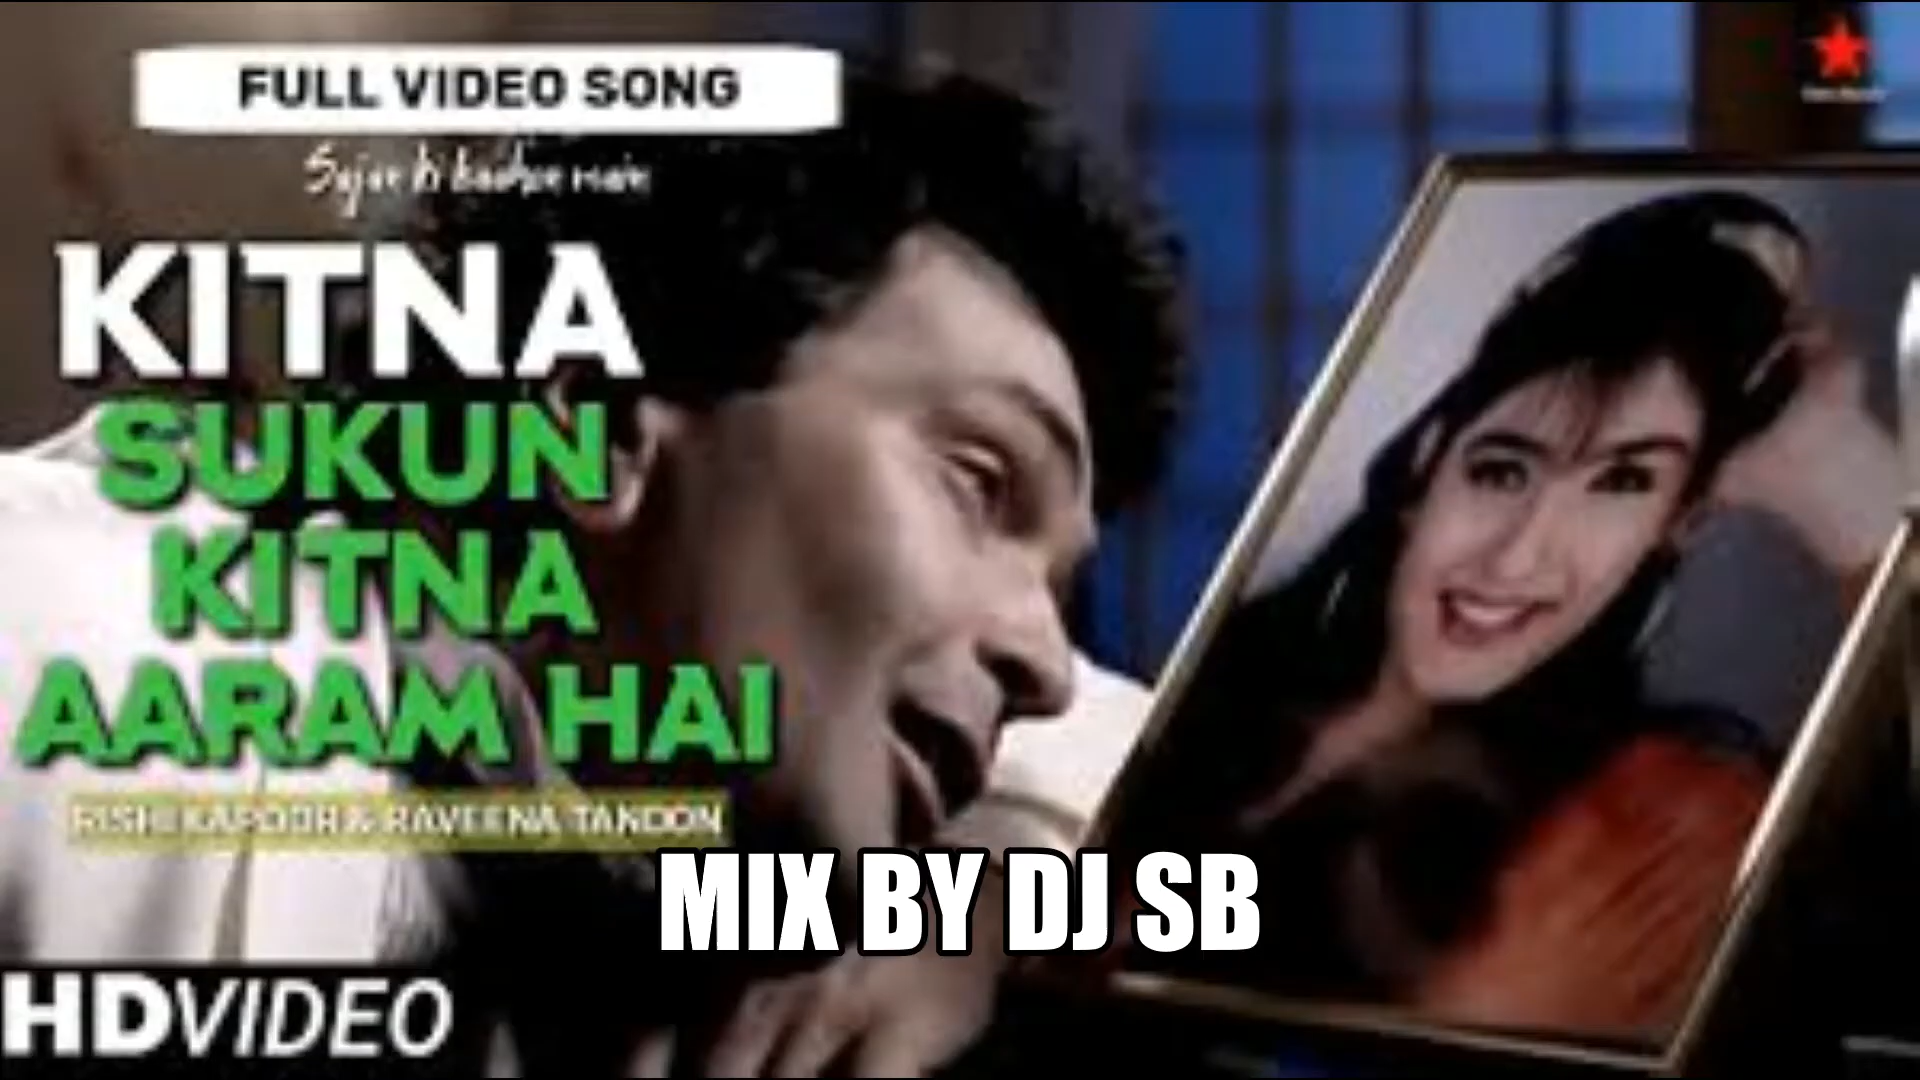 FULL VIDEO SONG
KITNA
SUKUN
KITNA
AARAM HAI
RISHI KAPOOR & RAVEENA TANDON
MIX BY DJ SB
HDVIDEO